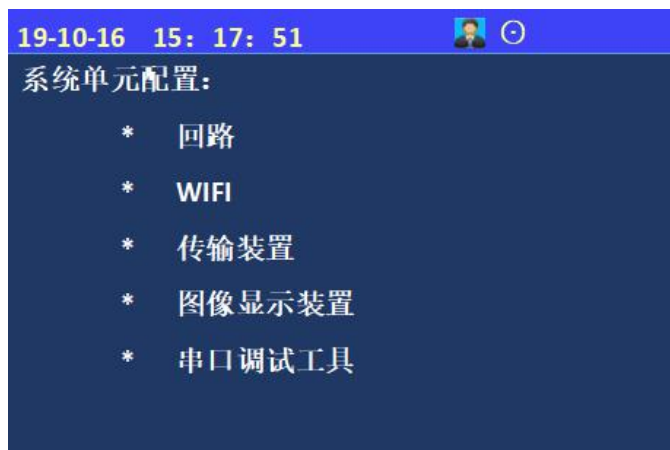 19-10-16 15：17：51
系统单元配置：
* 回路
* WIFI
* 传输装置
* 图像显示装置
* 串口调试工具